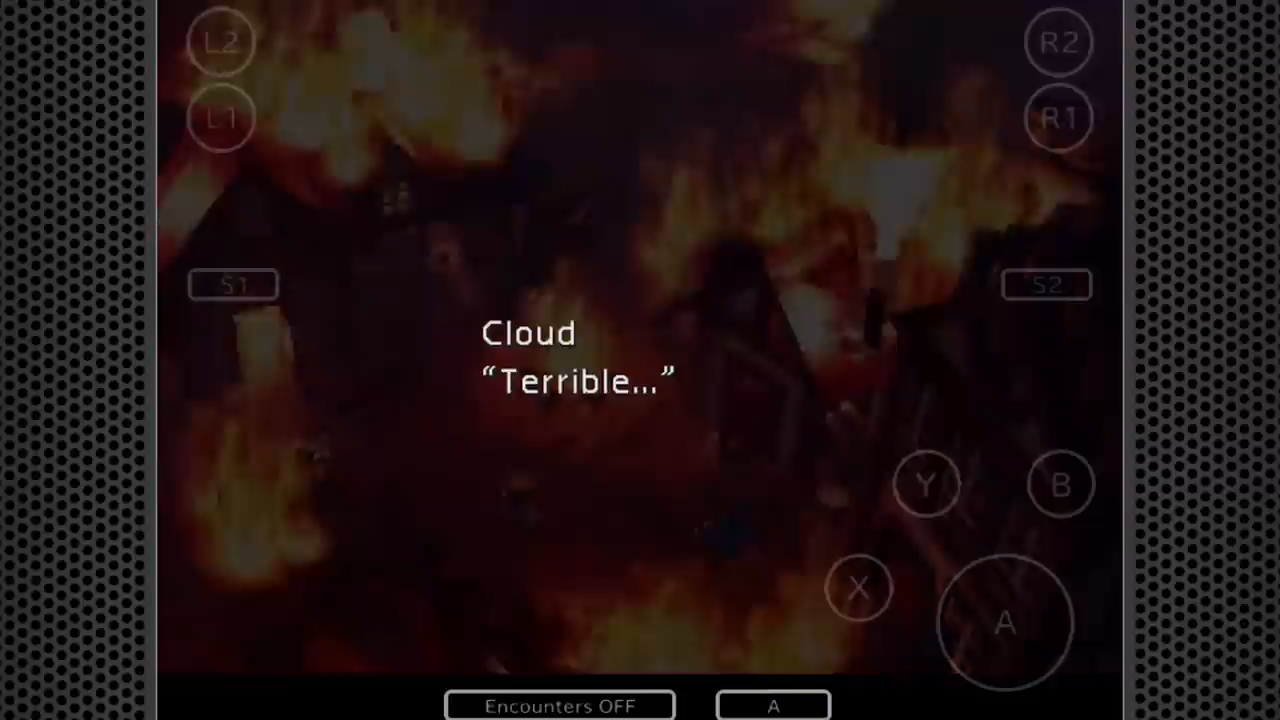 L2
R2
L1
R1
S1
S2
Cloud
“Terrible...”
Y
B
X
A
Encounters OFF
A